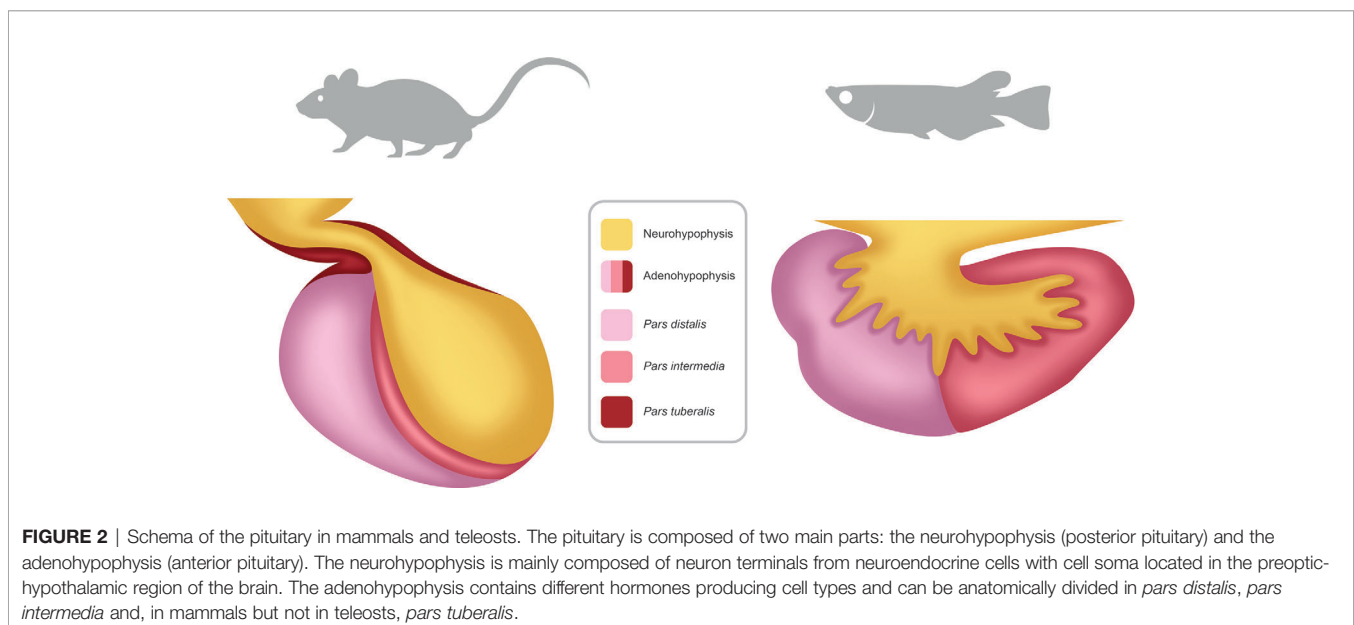 Neurohypophysis
Adenohypophysis
Pars distalis
Pars intermedia
Pars tuberalis
FIGURE 2 | Schema of the pituitary in mammals and teleosts. The pituitary is composed of two main parts: the neurohypophysis (posterior pituitary) and the
adenohypophysis (anterior pituitary). The neurohypophysis is mainly composed of neuron terminals from neuroendocrine cells with cell soma located in the preoptic-
hypothalamic region of the brain. The adenohypophysis contains different hormones producing cell types and can be anatomically divided in pars distalis, pars
intermedia and, in mammals but not in teleosts, pars tuberalis.